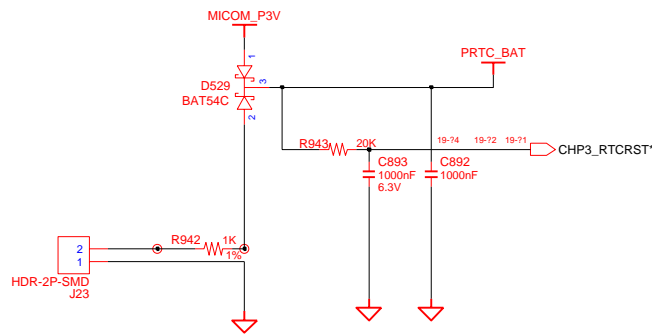 MICOM_P3V
PRTC_BAT
1
D529
3
BAT54C
2
R943
20K
19-?4
19-?2
19-?1
CHP3_RTCRST*
C893
1000nF
6.3V
C892
1000nF
R942
1K
1%
2
1
HDR-2P-SMD
J23